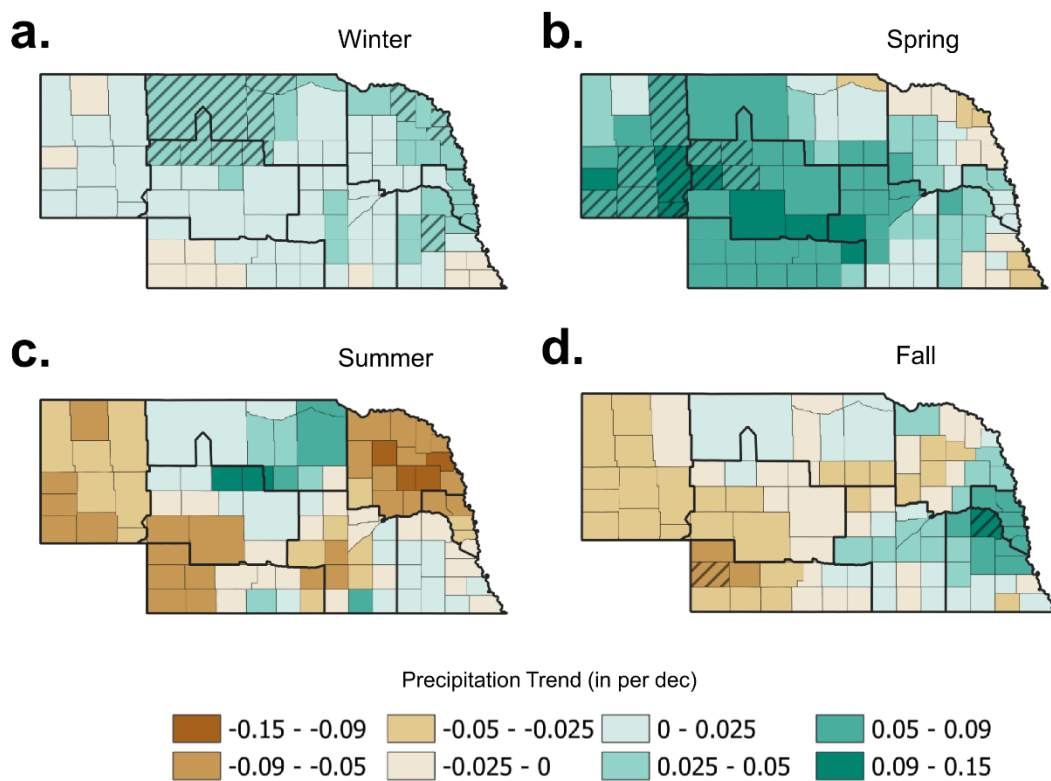 a.
Winter
b.
Spring
c.
Summer
d.
Fall
Precipitation Trend (in per dec)
-0.15 - -0.09
-0.05 - -0.025
0 - 0.025
0.05 - 0.09
-0.09 - -0.05
-0.025 - 0
0.025 - 0.05
0.09 - 0.15